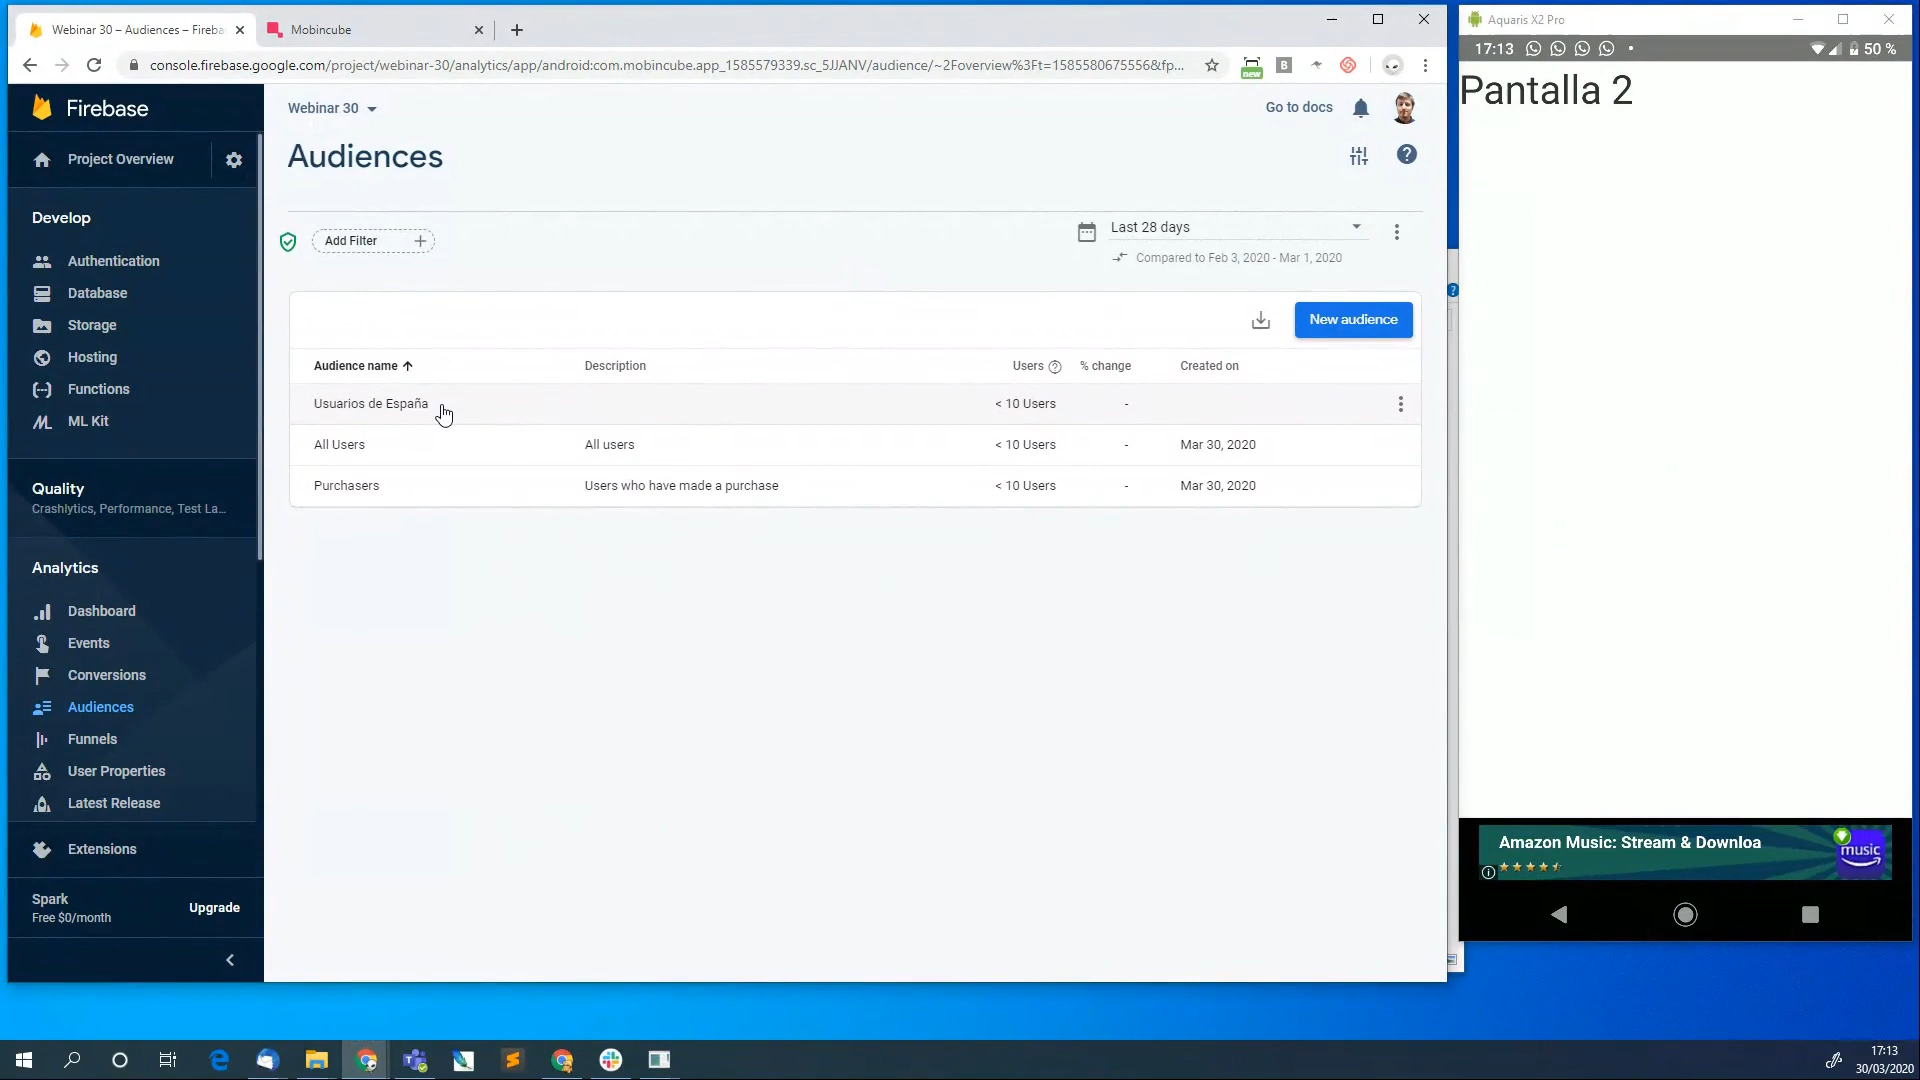 Webinar 30 – Audiences – Fireba
Mobincube
console.firebase.google.com/project/webinar-30/analytics/app/android:com.mobincube.app_1585579339.sc_5JJANV/audience/~2Foverview%3Ft=1585580675556&fp...
new
B
Firebase
Project Overview
Develop
Authentication
Database
Storage
Hosting
Functions
ML Kit
Quality
Crashlytics, Performance, Test La...
Analytics
Dashboard
Events
Conversions
Audiences
Funnels
User Properties
Latest Release
Extensions
Spark
Free $0/month
Upgrade
Webinar 30
Go to docs
Audiences
Add Filter
Last 28 days
Compared to Feb 3, 2020 - Mar 1, 2020
New audience
Audience name Description Users % change Created on
Usuarios de España < 10 Users -
All Users All users < 10 Users - Mar 30, 2020
Purchasers Users who have made a purchase < 10 Users - Mar 30, 2020
Aquaris X2 Pro
17:13 50 %
Pantalla 2
Amazon Music: Stream & Downloa
music
17:13
30/03/2020